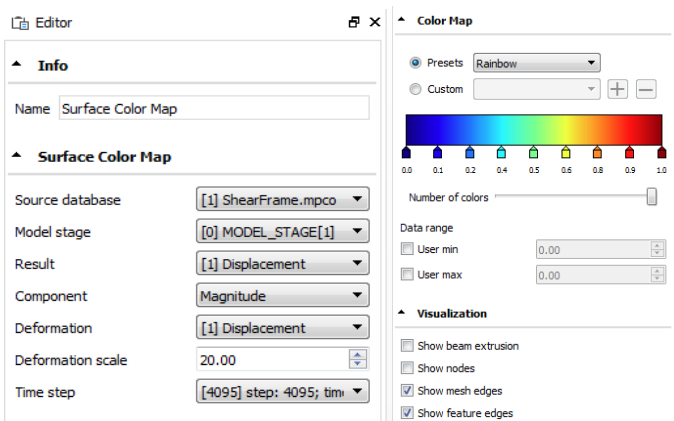 Editor
Info
Name Surface Color Map
Surface Color Map
Source database [1] ShearFrame.mpco
Model stage [0] MODEL_STAGE[1]
Result [1] Displacement
Component Magnitude
Deformation [1] Displacement
Deformation scale 20.00
Time step [4095] step: 4095;
Color Map
Presets Rainbow
Custom
0.0 0.1 0.2 0.4 0.5 0.6 0.8 0.9 1.0
Number of colors
Data range
User min 0.00
User max 0.00
Visualization
Show beam extrusion
Show nodes
Show mesh edges
Show feature edges